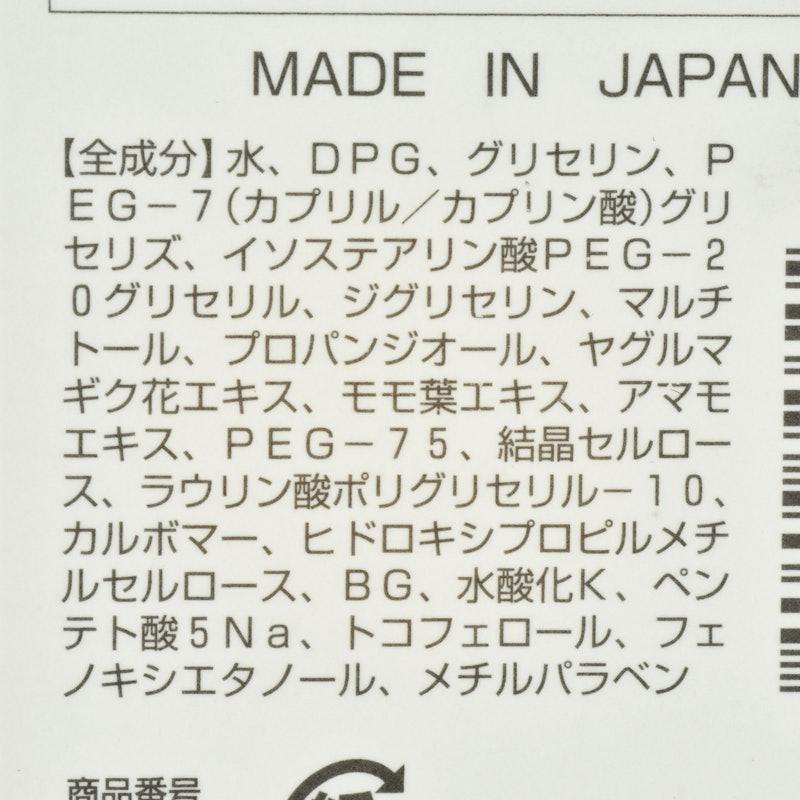 MADE IN JAPAN
【全成分】水、DPG、グリセリン、P
EG－7(カプリル／カプリン酸)グリ
セリズ、イソステアリン酸PEG－2
0グリセリル、ジグリセリン、マルチ
トール、プロパンジオール、ヤグルマ
ギク花エキス、モモ葉エキス、アマモ
エキス、PEG－75、結晶セルロー
ス、ラウリン酸ポリグリセリル－10、
カルボマー、ヒドロキシプロピルメチ
ルセルロース、BG、水酸化K、ペン
テト酸5Na、トコフェロール、フェ
ノキシエタノール、メチルパラベン
商品番号